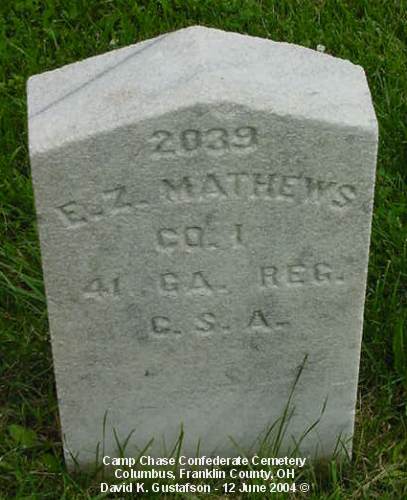 2039
E. Z. MATHEWS
CO. I
41. GA. REG.
C. S. A.
Camp Chase Confederate Cemetery
Columbus, Franklin County, OH
David K. Gustafson - 12 June 2004 ©